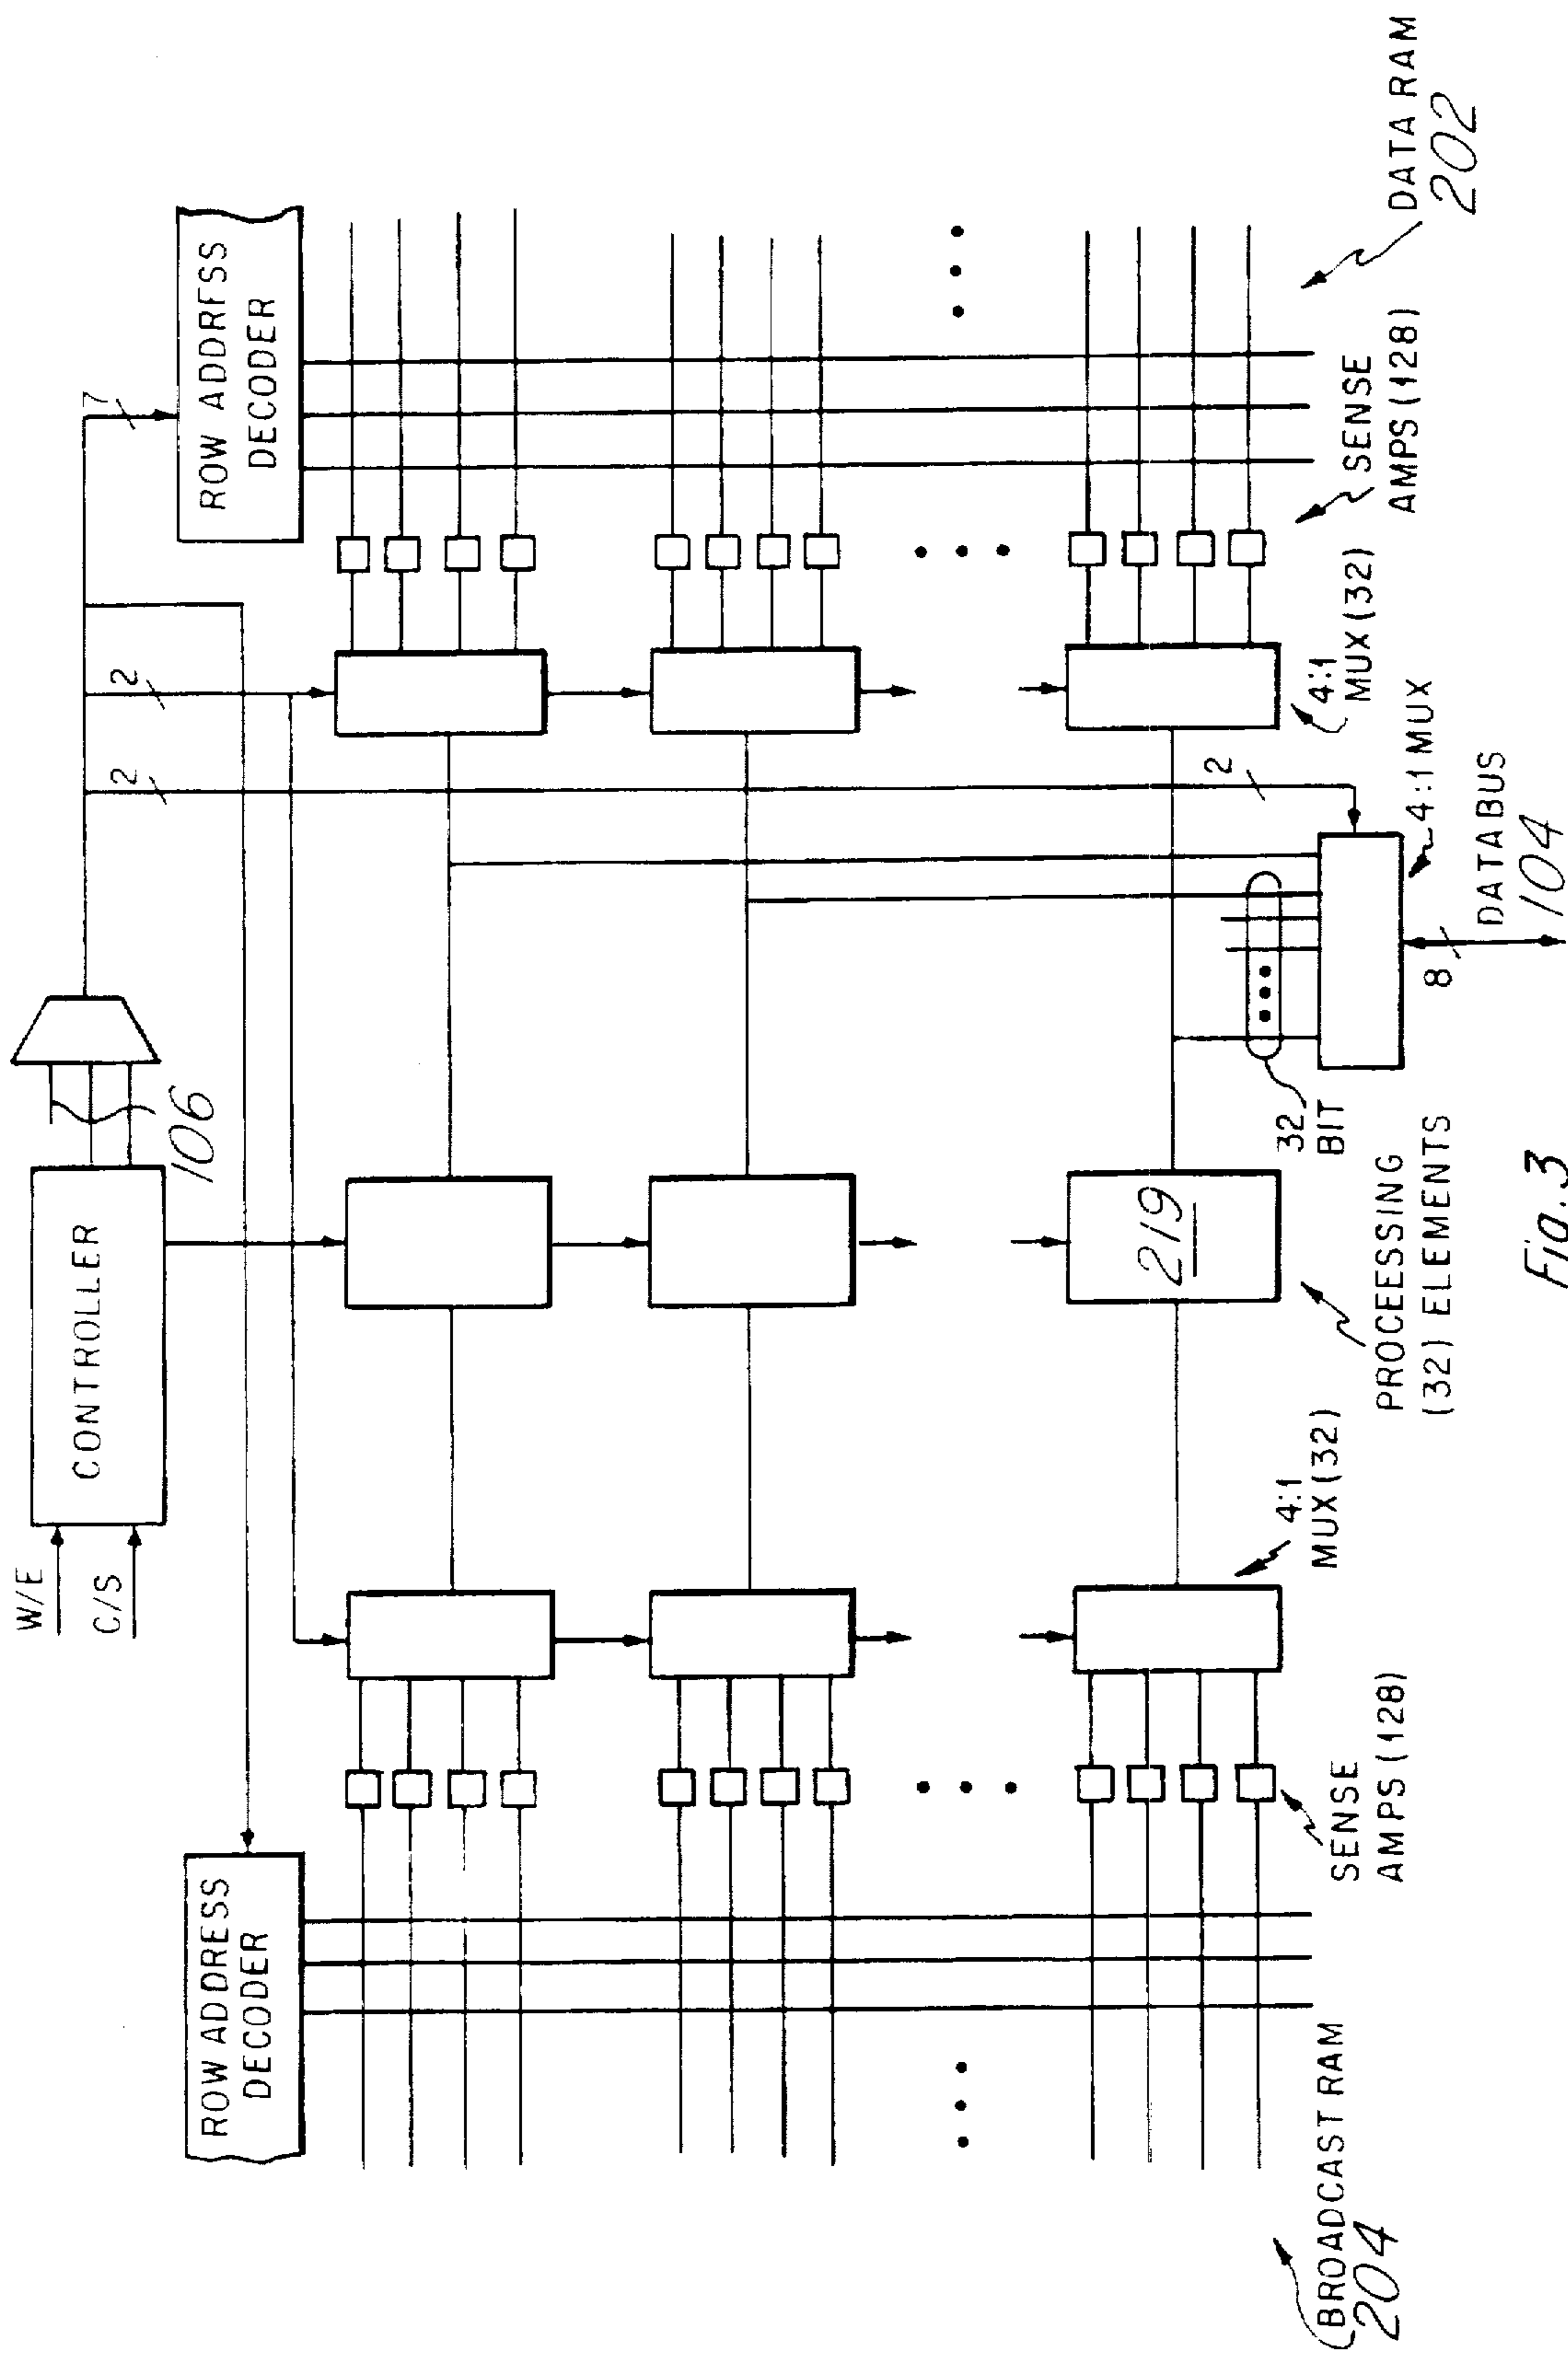 W/E
C/S
CONTROLLER
106
7
2
2
ROW ADDRESS
DECODER
ROW ADDRFSS
DECODER
219
2
32
BIT
8
BROADCAST RAM
204
SENSE
AMPS (128)
4:1
MUX (32)
PROCESSING
(32) ELEMENTS
DATABUS
104
4:1 MUX
4:1
MUX (32)
SENSE
AMPS (128)
DATA RAM
202
Fig. 3